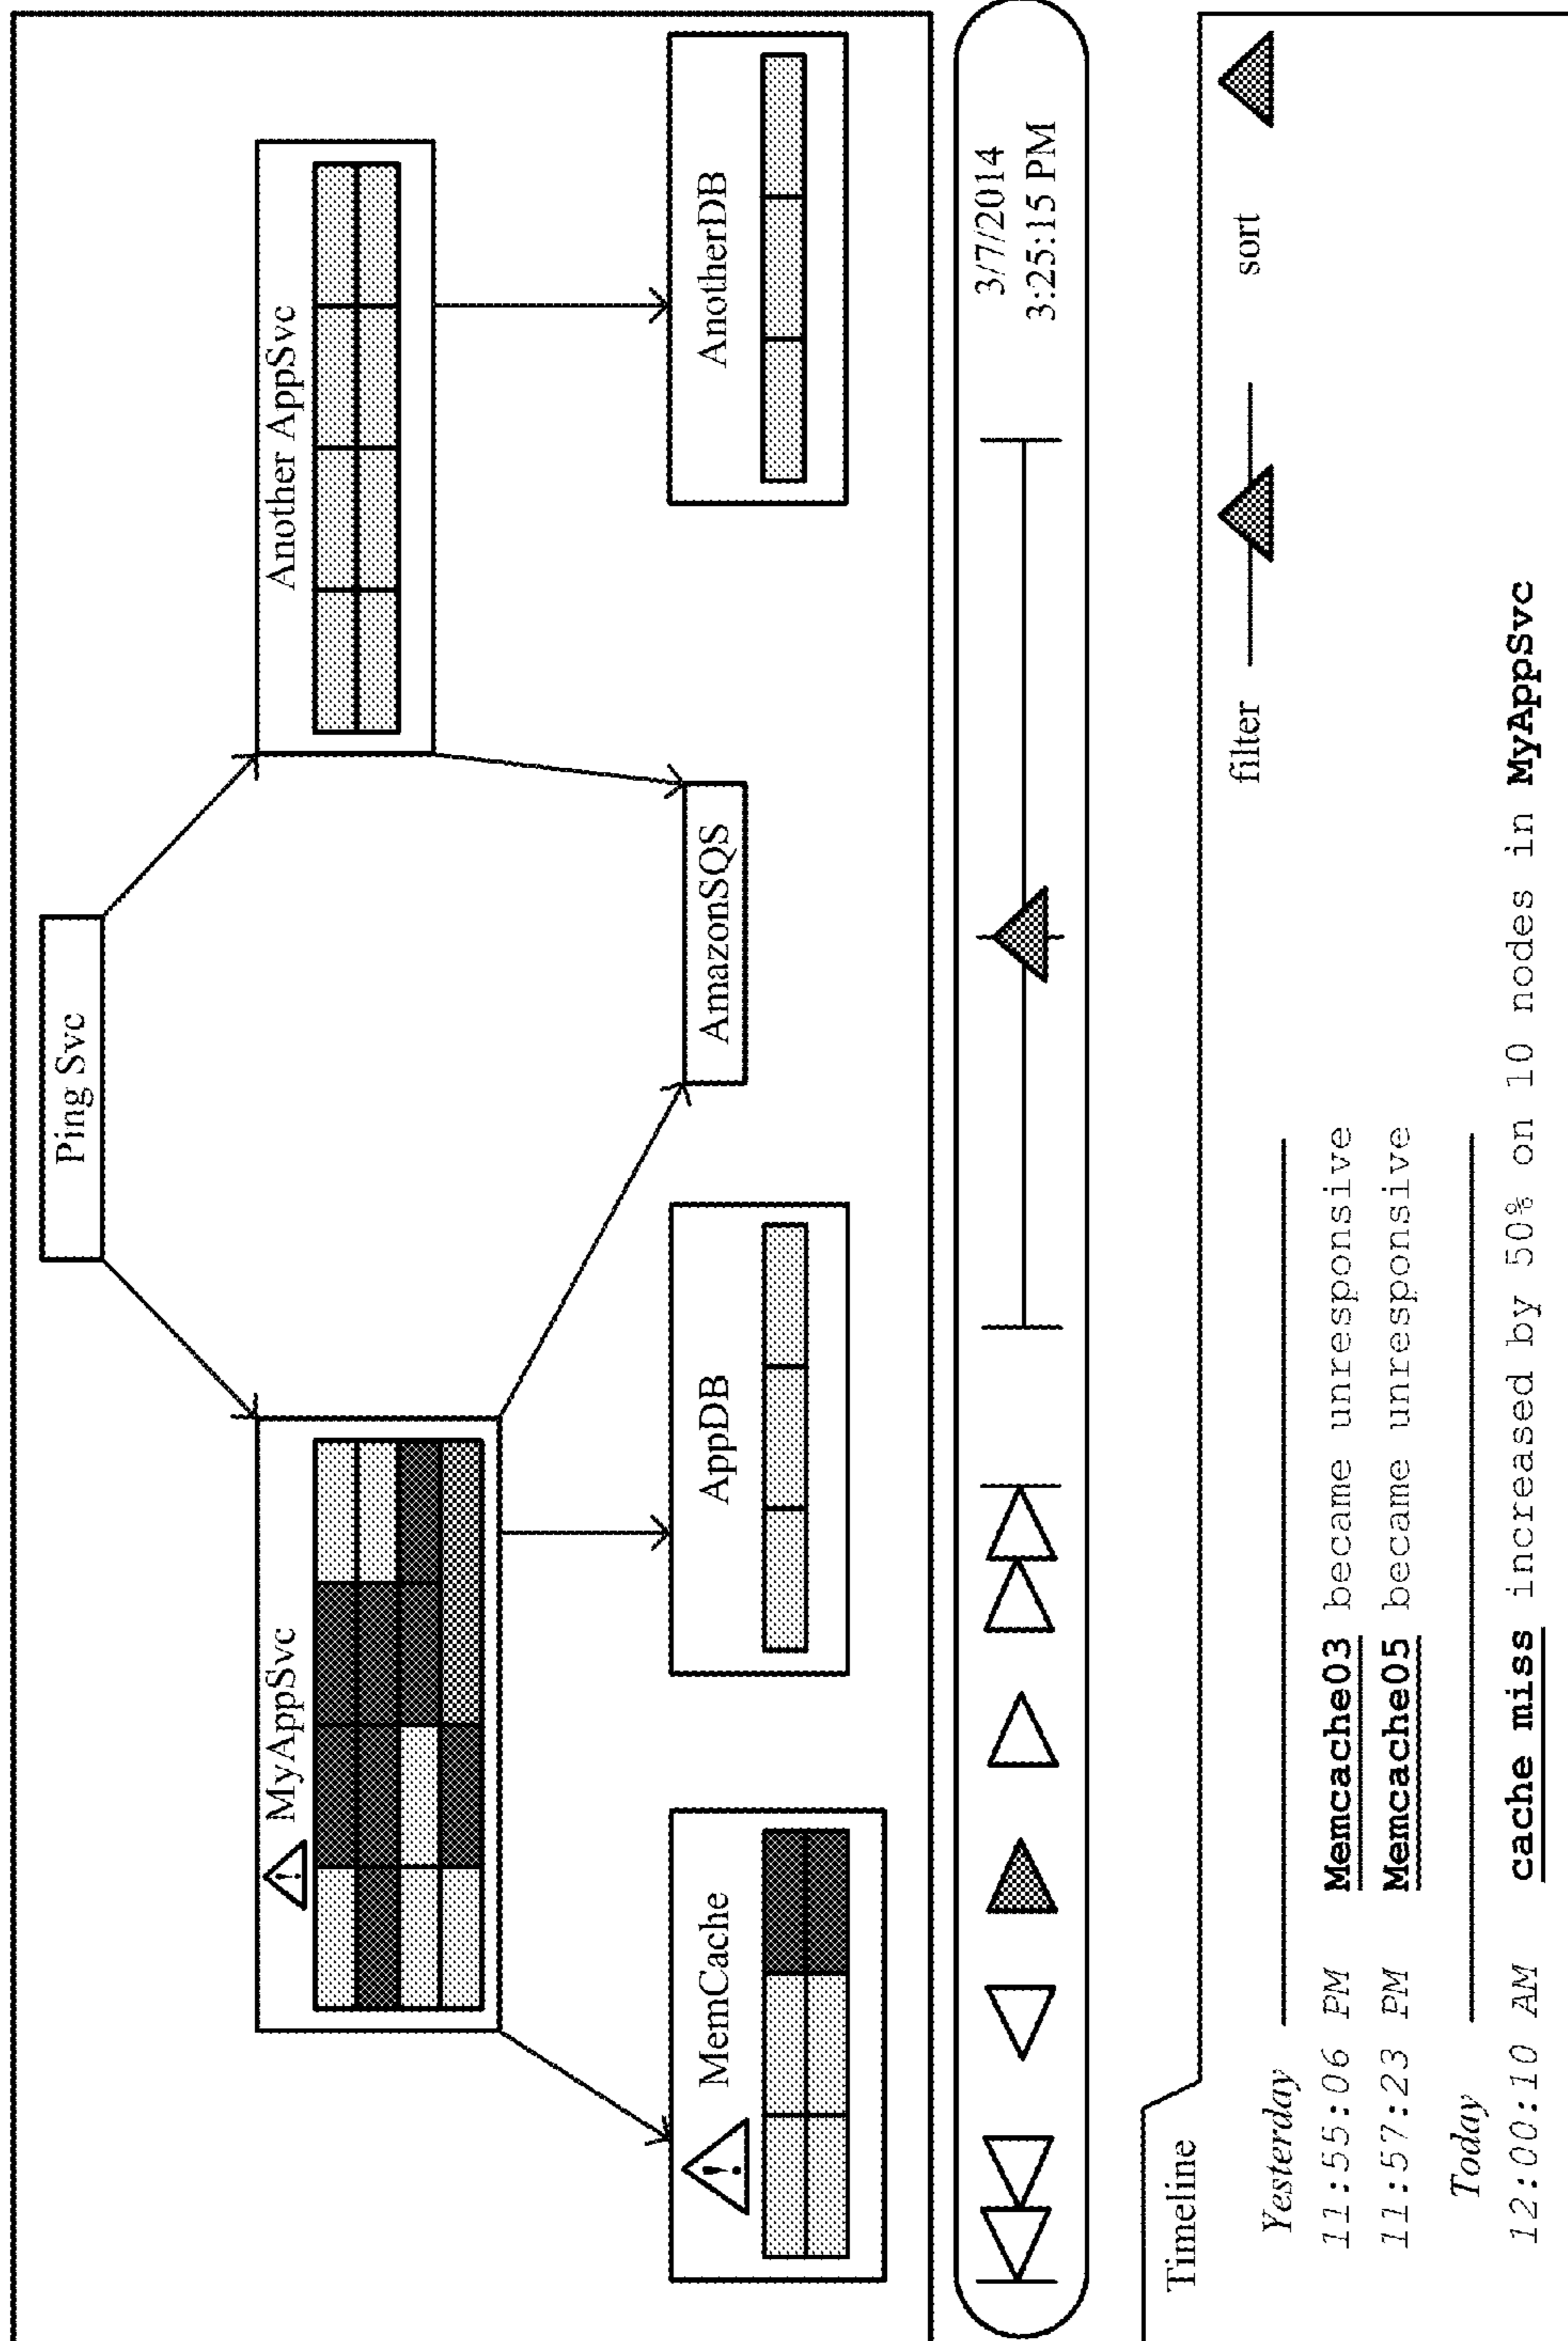 Ping Svc
MyAppSvc
Another AppSvc
MemCache
AppDB
AmazonSQS
AnotherDB
3/7/2014
3:25:15 PM
Timeline
filter
sort
Yesterday
11:55:06 PM Memcache03 became unresponsive
11:57:23 PM Memcache05 became unresponsive
Today
12:00:10 AM cache miss increased by 50% on 10 nodes in MyAppSvc